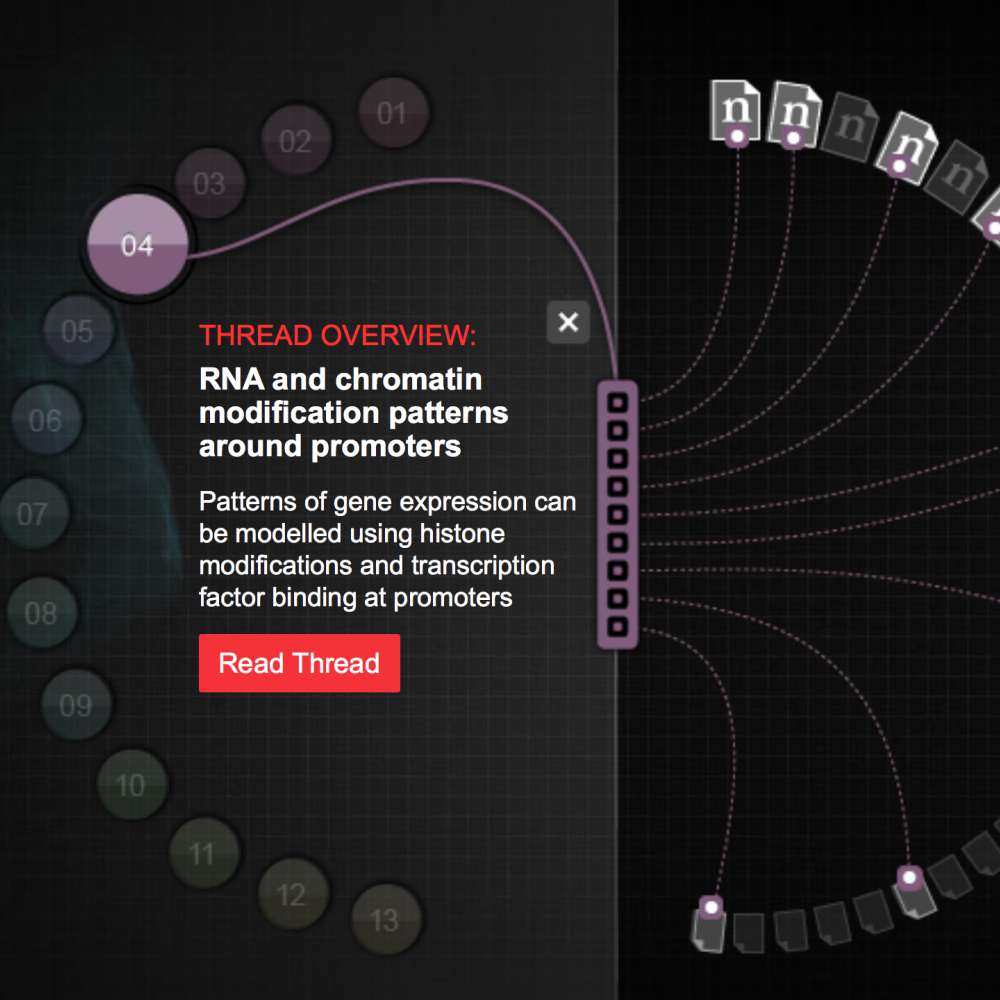 01
02
03
04
05
06
07
08
09
10
11
12
13
THREAD OVERVIEW:
RNA and chromatin
modification patterns
around promoters
Patterns of gene expression can
be modelled using histone
modifications and transcription
factor binding at promoters
Read Thread
n
n
n
n
n